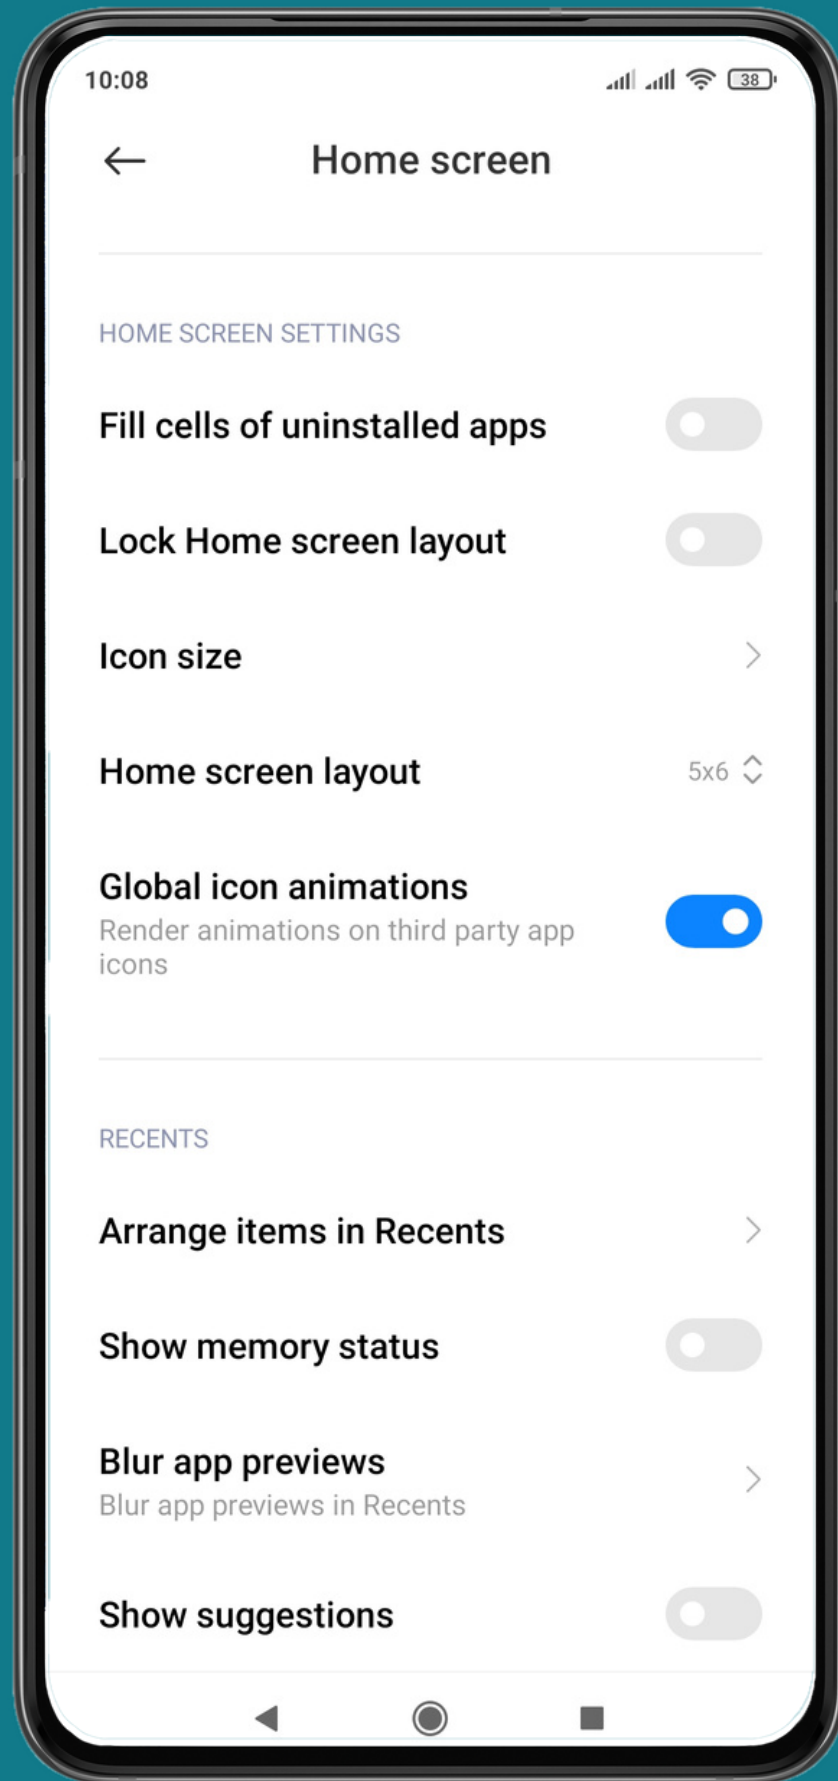 10:08
38
Home screen
HOME SCREEN SETTINGS
Fill cells of uninstalled apps
Lock Home screen layout
Icon size
Home screen layout
5x6
Global icon animations
Render animations on third party app
icons
RECENTS
Arrange items in Recents
Show memory status
Blur app previews
Blur app previews in Recents
Show suggestions